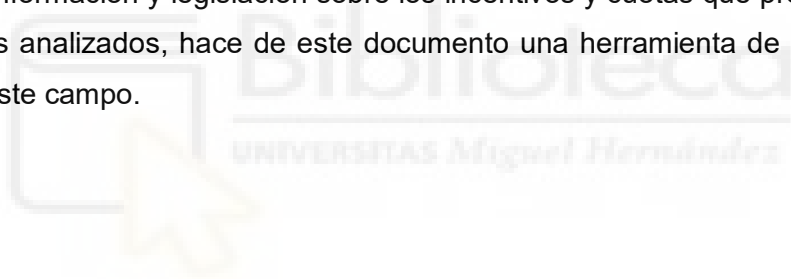 información y legislación sobre los incentivos y cuotas que pr
s analizados, hace de este documento una herramienta de
ste campo.
Biblioteca
UNIVERSITAS Miguel Hernández